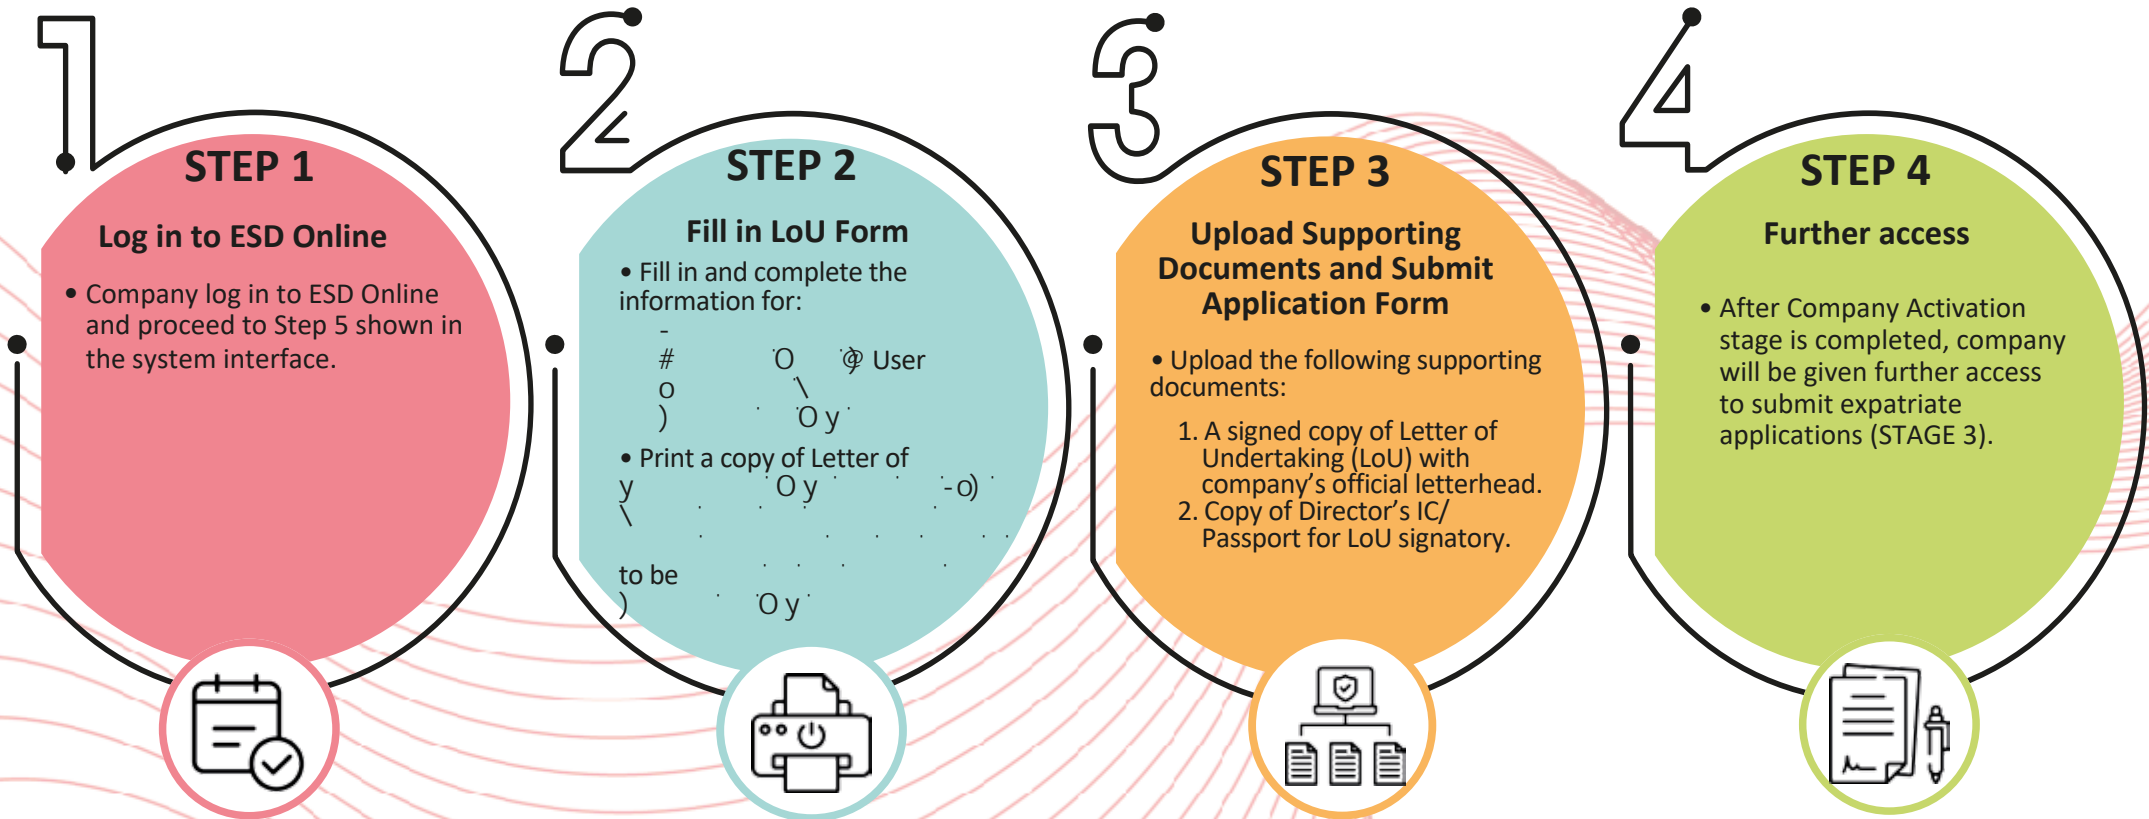 1
STEP 1
Log in to ESD Online
• Company log in to ESD Online
and proceed to Step 5 shown in
the system interface.
2
STEP 2
Fill in LoU Form
• Fill in and complete the
information for:
-
# O @ User
o \
) O y
• Print a copy of Letter of
y O y -o)
\
to be
) O y
3
STEP 3
Upload Supporting
Documents and Submit
Application Form
• Upload the following supporting
documents:
1. A signed copy of Letter of
Undertaking (LoU) with
company's official letterhead.
2. Copy of Director's IC/
Passport for LoU signatory.
4
STEP 4
Further access
• After Company Activation
stage is completed, company
will be given further access
to submit expatriate
applications (STAGE 3).